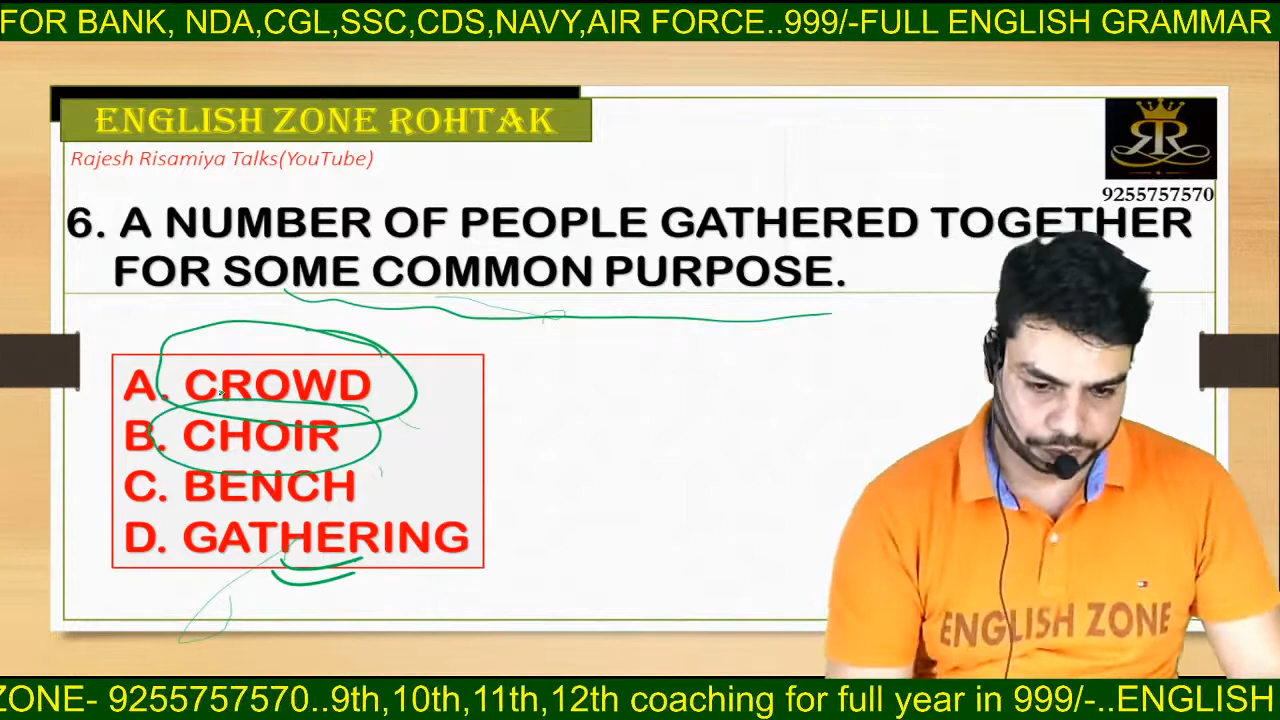 FOR BANK, NDA,CGL,SSC,CDS,NAVY,AIR FORCE..999/-FULL ENGLISH GRAMMAR
ENGLISH ZONE ROHTAK
Rajesh Risamiya Talks(YouTube)
RR
9255757570
6. A NUMBER OF PEOPLE GATHERED TOGETHER
FOR SOME COMMON PURPOSE.
A. CROWD
B. CHOIR
C. BENCH
D. GATHERING
ENGLISH ZONE
ZONE- 9255757570..9th,10th,11th,12th coaching for full year in 999/-..ENGLISH